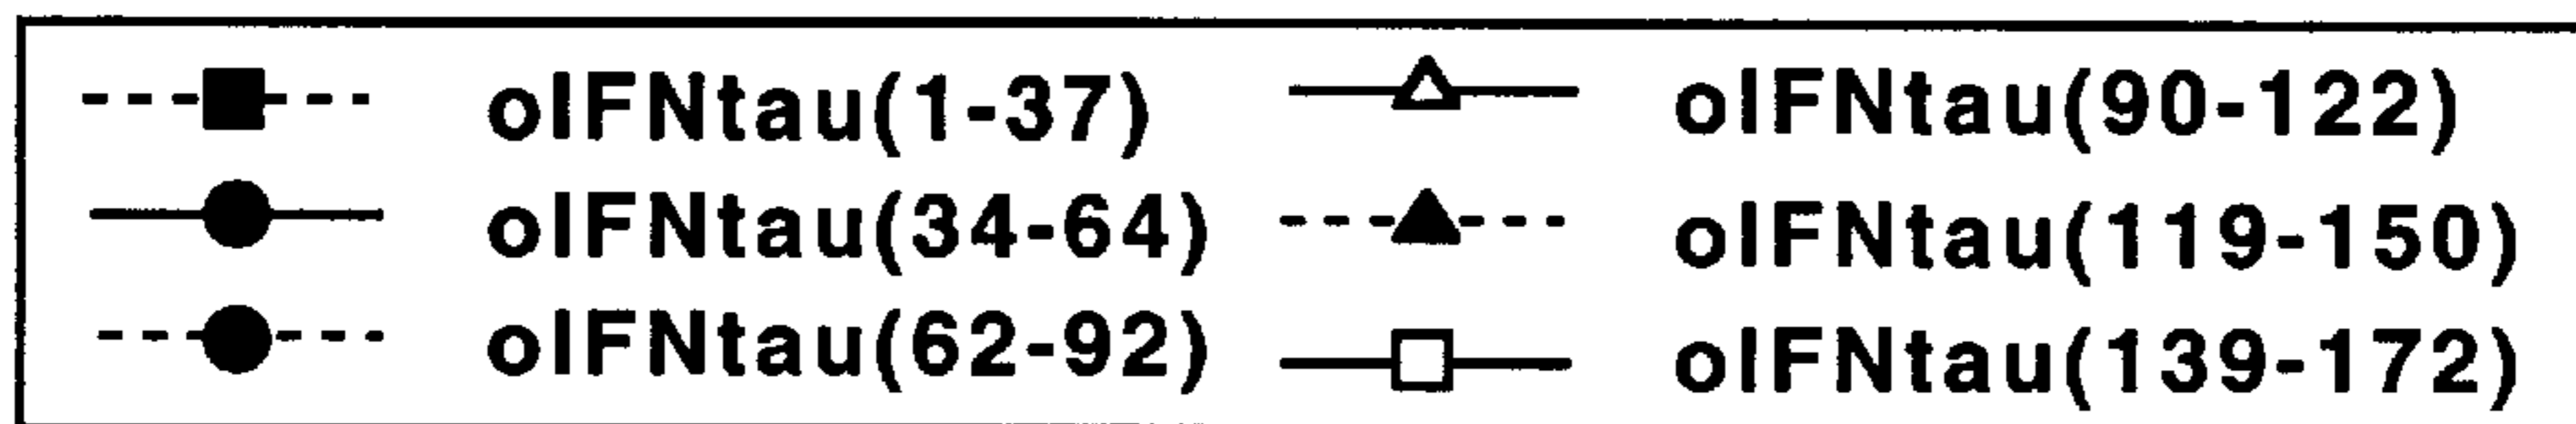 oIFNtau(1-37)
oIFNtau(34-64)
oIFNtau(62-92)
oIFNtau(90-122)
oIFNtau(119-150)
oIFNtau(139-172)